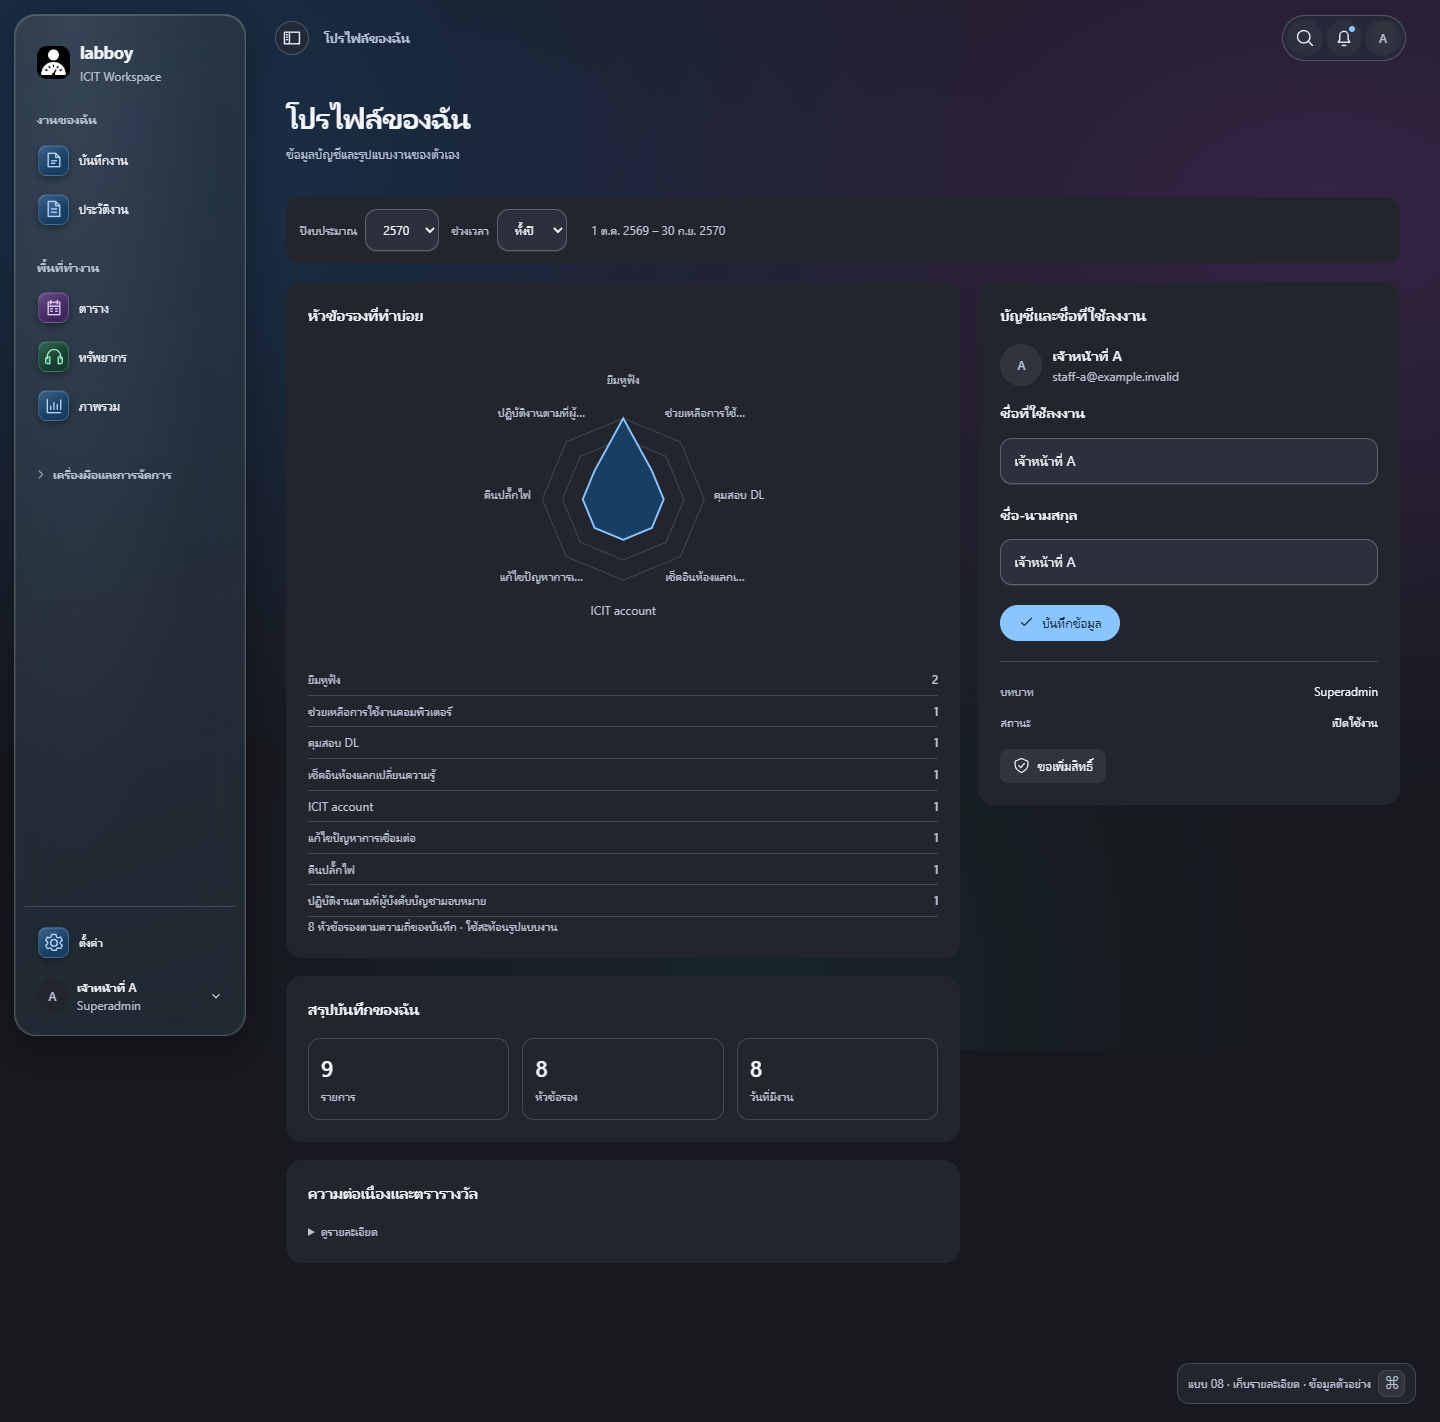 labboy
ICIT Workspace
งานของฉัน
บันทึกงาน
ประวัติงาน
พื้นที่ทำงาน
ตาราง
ทรัพยากร
ภาพรวม
เครื่องมือและการจัดการ
ตั้งค่า
A
เจ้าหน้าที่ A
Superadmin
โปรไฟล์ของฉัน
A
โปรไฟล์ของฉัน
ข้อมูลบัญชีและรูปแบบงานของตัวเอง
ปีงบประมาณ 2570 ช่วงเวลา ทั้งปี 1 ต.ค. 2569 – 30 ก.ย. 2570
หัวข้อรองที่ทำบ่อย
ยืมหูฟัง
ปฏิบัติงานตามที่ผู้... ช่วยเหลือการใช้...
คืนปลั๊กไฟ คุมสอบ DL
แก้ไขปัญหาการเ... เช็คอินห้องแลกเ...
ICIT account
ยืมหูฟัง 2
ช่วยเหลือการใช้งานคอมพิวเตอร์ 1
คุมสอบ DL 1
เช็คอินห้องแลกเปลี่ยนความรู้ 1
ICIT account 1
แก้ไขปัญหาการเชื่อมต่อ 1
คืนปลั๊กไฟ 1
ปฏิบัติงานตามที่ผู้บังคับบัญชามอบหมาย 1
8 หัวข้อรองตามความถี่ของบันทึก · ใช้สะท้อนรูปแบบงาน
สรุปบันทึกของฉัน
9 8 8
รายการ หัวข้อรอง วันที่มีงาน
ความต่อเนื่องและตรารางวัล
ดูรายละเอียด
บัญชีและชื่อที่ใช้ลงงาน
A
เจ้าหน้าที่ A
staff-a@example.invalid
ชื่อที่ใช้ลงงาน
เจ้าหน้าที่ A
ชื่อ-นามสกุล
เจ้าหน้าที่ A
บันทึกข้อมูล
บทบาท Superadmin
สถานะ เปิดใช้งาน
ขอเพิ่มสิทธิ์
แบบ 08 · เก็บรายละเอียด · ข้อมูลตัวอย่าง ⌘